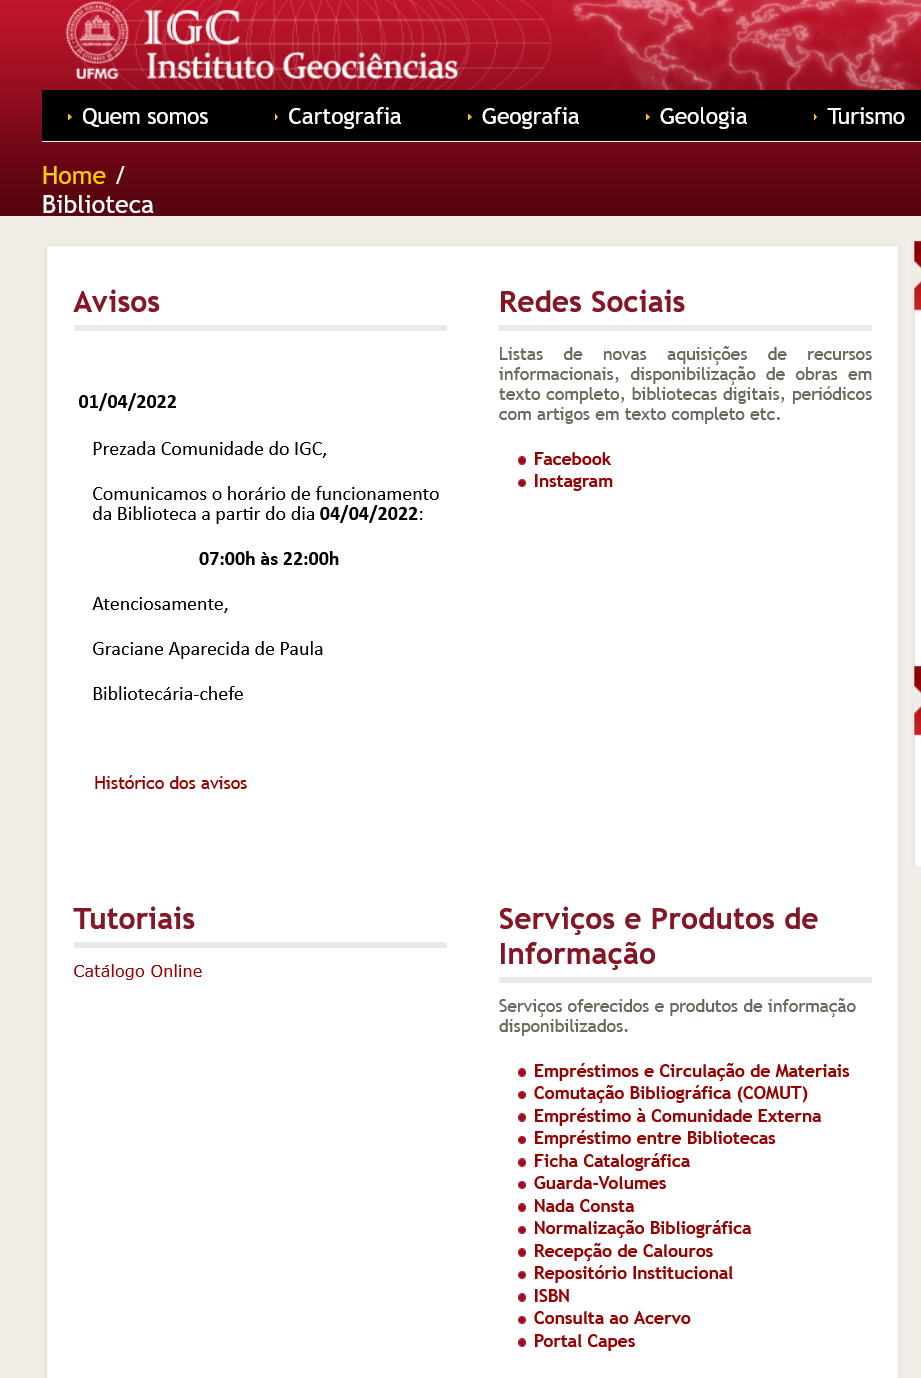 IGC
Instituto Geociências
UFMG
Quem somos
Cartografia
Geografia
Geologia
Turismo
Home /
Biblioteca
Avisos
01/04/2022
Prezada Comunidade do IGC,
Comunicamos o horário de funcionamento
da Biblioteca a partir do dia 04/04/2022:
07:00h às 22:00h
Atenciosamente,
Graciane Aparecida de Paula
Bibliotecária-chefe
Histórico dos avisos
Redes Sociais
Listas de novas aquisições de recursos
informacionais, disponibilização de obras em
texto completo, bibliotecas digitais, periódicos
com artigos em texto completo etc.
Facebook
Instagram
Tutoriais
Catálogo Online
Serviços e Produtos de
Informação
Serviços oferecidos e produtos de informação
disponibilizados.
Empréstimos e Circulação de Materiais
Comutação Bibliográfica (COMUT)
Empréstimo à Comunidade Externa
Empréstimo entre Bibliotecas
Ficha Catalográfica
Guarda-Volumes
Nada Consta
Normalização Bibliográfica
Recepção de Calouros
Repositório Institucional
ISBN
Consulta ao Acervo
Portal Capes